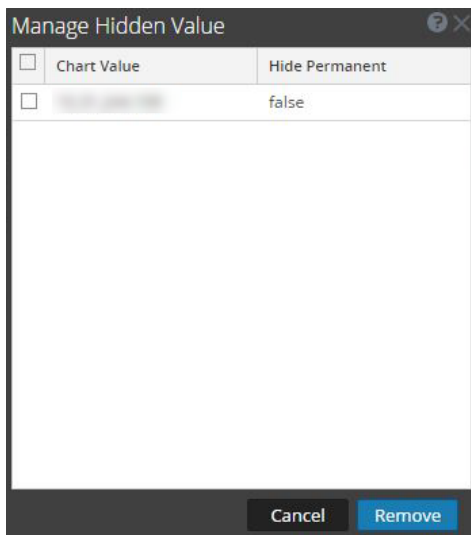 Manage Hidden Value
Chart Value Hide Permanent
false
Cancel Remove